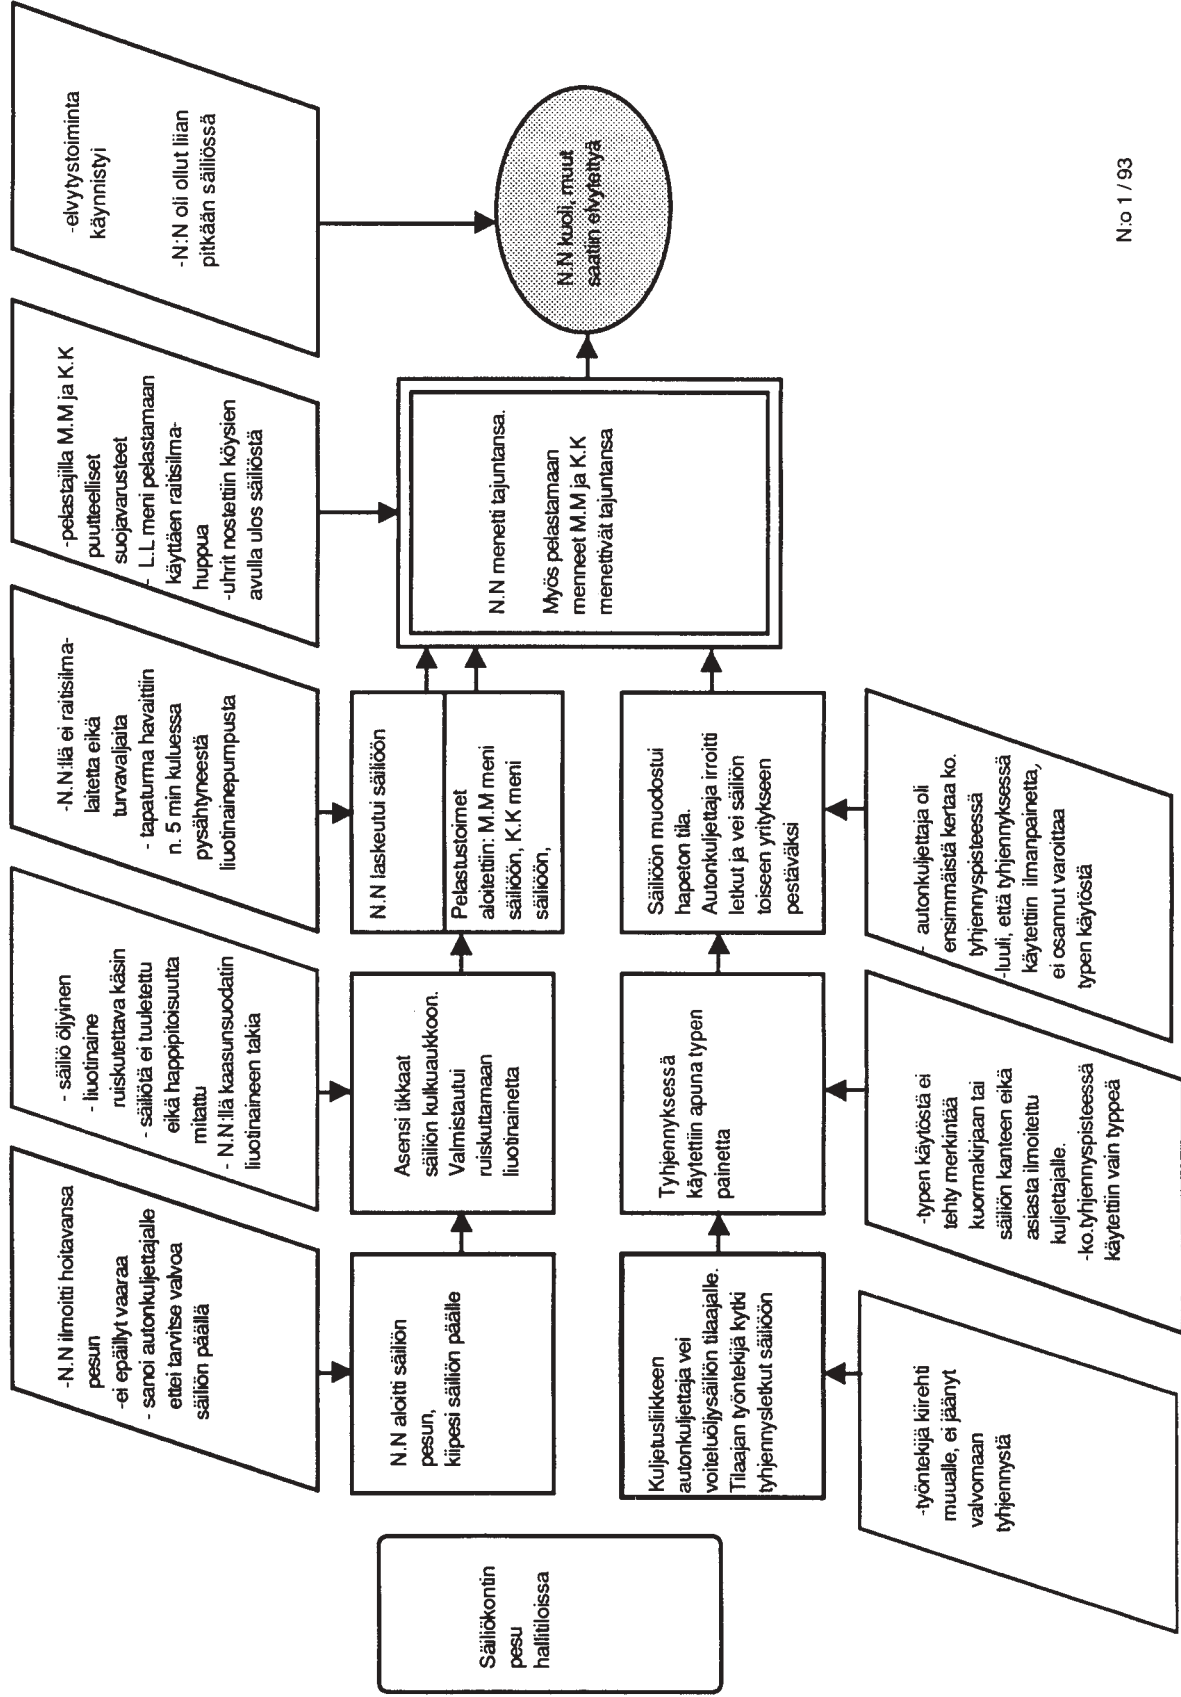 Säiliökontin
pesu
hallitiloissa
-N.N ilmoitti hoitavansa
pesun
-ei epäillyt vaaraa
- sanoi autonkuljettajalle
ettei tarvitse valvoa
säiliön päällä
N.N aloitti säiliön
pesun,
kiipesi säiliön päälle
Kuljetusliikkeen
autonkuljettaja vei
voiteluöljysäiliön tilaajalle.
Tilaajan työntekijä kytki
tyhjennysletkut säiliöön
-työntekijä kiirehti
muualle, ei jäänyt
valvomaan
tyhjennystä
- säiliö öljyinen
- liuotinaine
ruiskutettava käsin
- säiliötä ei tuuletettu
eikä happipitoisuutta
mitattu
- N.N:llä kaasunsuodatin
liuotinaineen takia
Asensi tikkaat
säiliön kulkuaukkoon.
Valmistautui
ruiskuttamaan
liuotinainetta
Tyhjennyksessä
käytettiin apuna typen
painetta
-typen käytöstä ei
tehty merkintää
kuormakirjaan tai
säiliön kanteen eikä
asiasta ilmoitettu
kuljettajalle.
-ko.tyhjennyspisteessä
käytettiin vain typpeä
-N.N:llä ei raitisilma-
laitetta eikä
turvavaljaita
- tapaturma havaittiin
n. 5 min kuluessa
pysähtyneestä
liuotinainepumpusta
N.N laskeutui säiliöön
Pelastustoimet
aloitettiin: M.M meni
säiliöön, K.K meni
säiliöön,
Säiliöön muodostui
hapeton tila.
Autonkuljettaja irroitti
letkut ja vei säiliön
toiseen yritykseen
pestäväksi
- autonkuljettaja oli
ensimmäistä kertaa ko.
tyhjennyspisteessä
-luuli, että tyhjennyksessä
käytettiin ilmanpainetta,
ei osannut varoittaa
typen käytöstä
-pelastajilla M.M ja K.K
puutteelliset
suojavarusteet
- L.L meni pelastamaan
käyttäen raitisilma-
huppua
-uhrit nostettiin köysien
avulla ulos säiliöstä
N.N menetti tajuntansa.
Myös pelastamaan
menneet M.M ja K.K
menettivät tajuntansa
-elvytystoiminta
käynnistyi
-N:N oli ollut liian
pitkään säiliössä
N.N kuoli, muut
saatiin elvytettyä
N:o 1 / 93